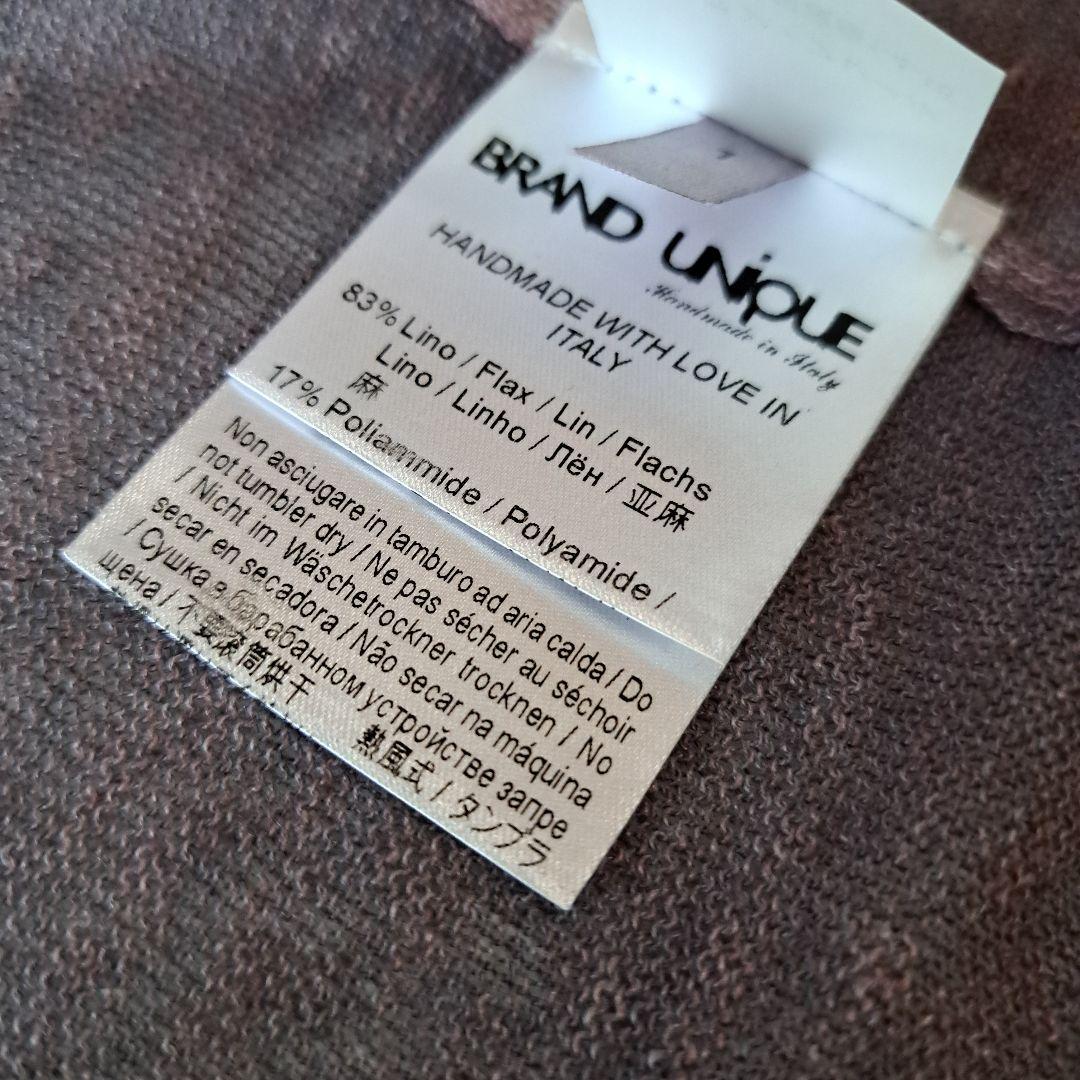 BRAND UNIQUE
Handmade in Italy
HANDMADE WITH LOVE IN
ITALY
83% Lino / Flax / Lin / Flachs
Lino / Linho / Лён / 亚麻
麻
17% Poliammide / Polyamide /
Non asciugare in tamburo ad aria calda / Do
not tumbler dry / Ne pas sécher au séchoir
/ Nicht im Wäschetrockner trocknen / No
secar en secadora / Não secar na máquina
/ Сушка в барабанном устройстве запре
щена / 不要滚筒烘干
熱風式 / タンブラ